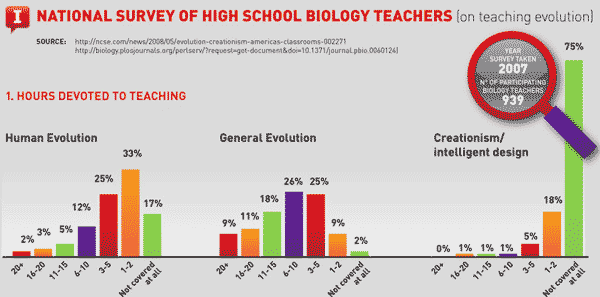 NATIONAL SURVEY OF HIGH SCHOOL BIOLOGY TEACHERS (on teaching evolution)
SOURCE: http://ncse.com/news/2008/05/evolution-creationism-americas-classrooms-002271
http://biology.plosjournals.org/perlserv/?request=get-document&doi=10.1371/journal.pbio.0060124)
YEAR
SURVEY TAKEN
2007
Nº OF PARTICIPATING
BIOLOGY TEACHERS
939
1. HOURS DEVOTED TO TEACHING
Human Evolution
2%
3%
5%
12%
25%
33%
17%
20+
16-20
11-15
6-10
3-5
1-2
Not covered
at all
General Evolution
9%
11%
18%
26%
25%
9%
2%
20+
16-20
11-15
6-10
3-5
1-2
Not covered
at all
Creationism/
intelligent design
0%
1%
1%
1%
5%
18%
75%
20+
16-20
11-15
6-10
3-5
1-2
Not covered
at all